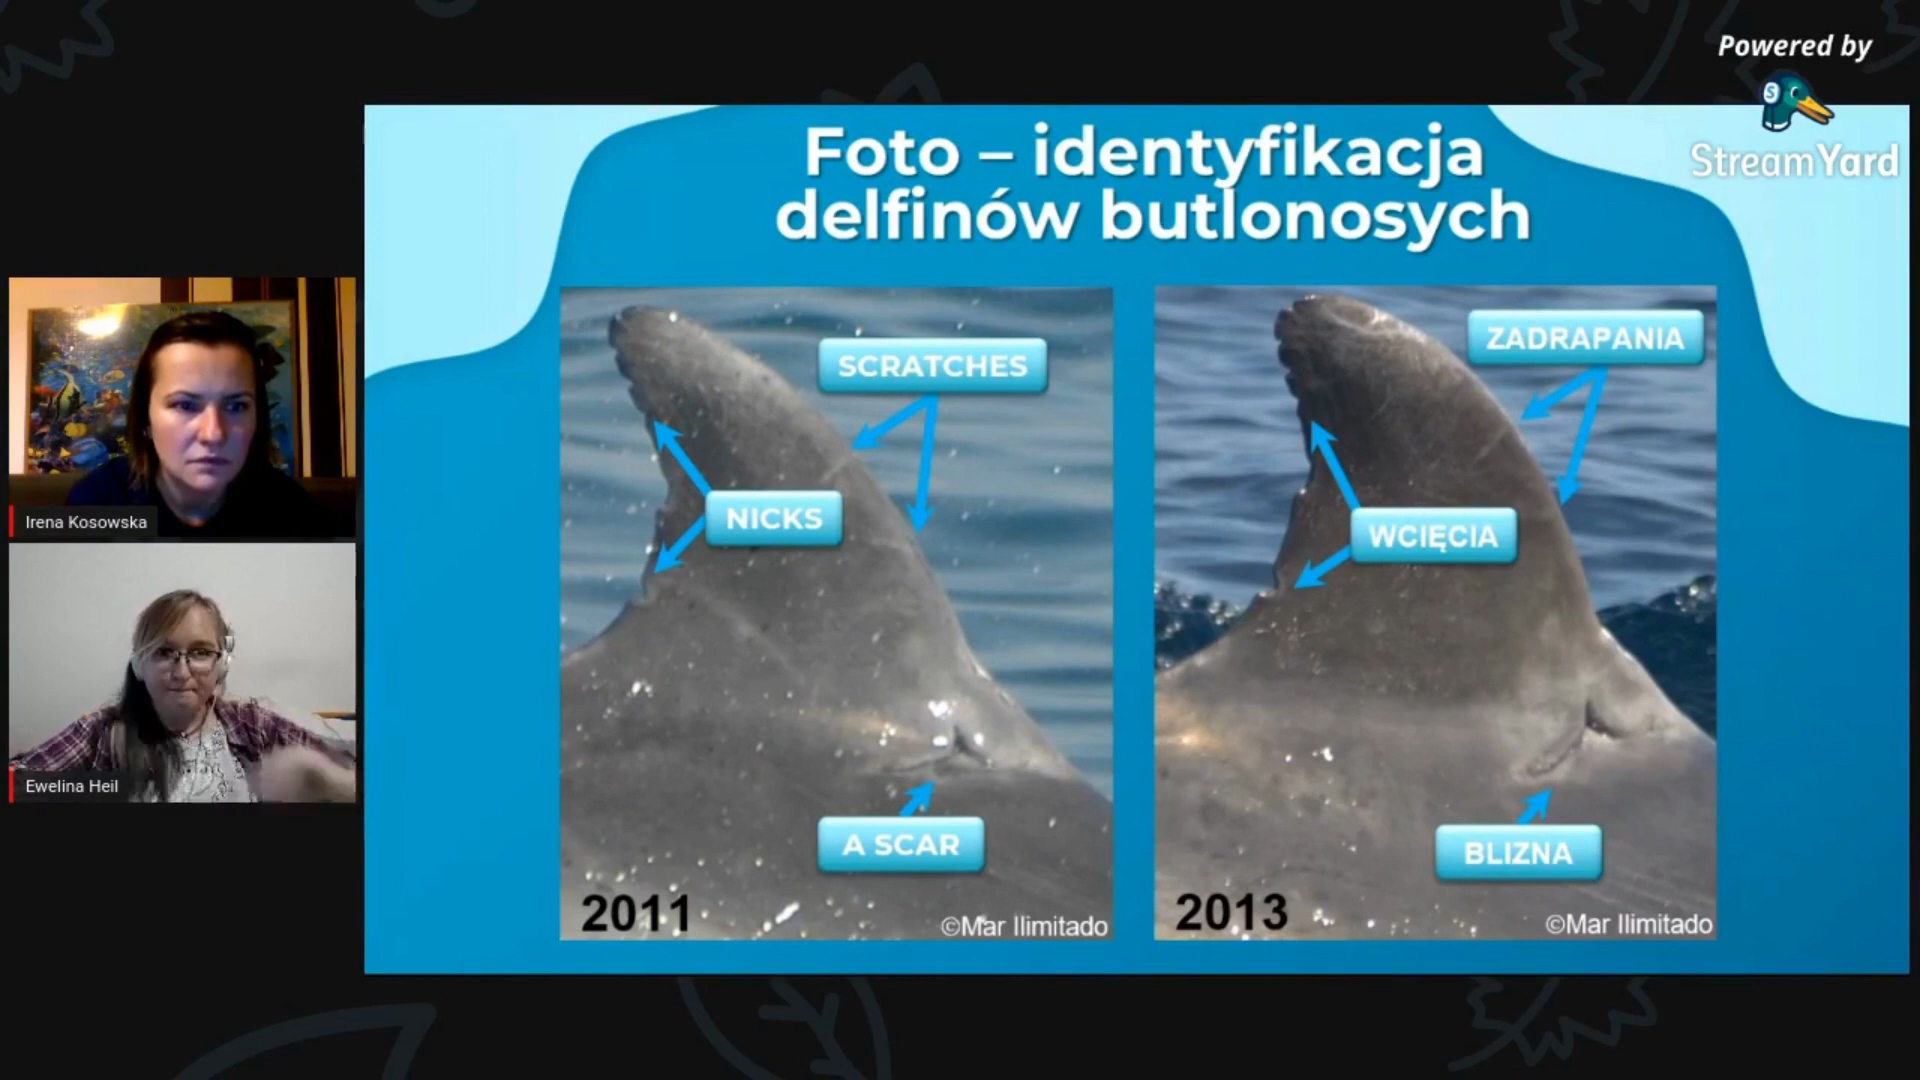 Powered by
StreamYard
Foto – identyfikacja
delfinów butlonosych
SCRATCHES
NICKS
A SCAR
2011
©Mar Ilimitado
ZADRAPANIA
WCIĘCIA
BLIZNA
2013
©Mar Ilimitado
Irena Kosowska
Ewelina Heil